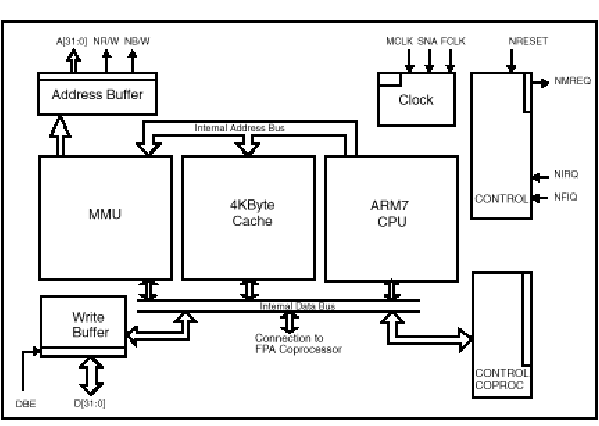 A[31:0] NR/W NB/W
MCLK SNA FCLK
NRESET
NMREQ
Address Buffer
Clock
Internal Address Bus
NIRQ
NFIQ
CONTROL
MMU
4KByte
Cache
ARM7
CPU
Internal Data Bus
Write
Buffer
Connection to
FPA Coprocessor
CONTROL
COPROC
DBE
D[31:0]